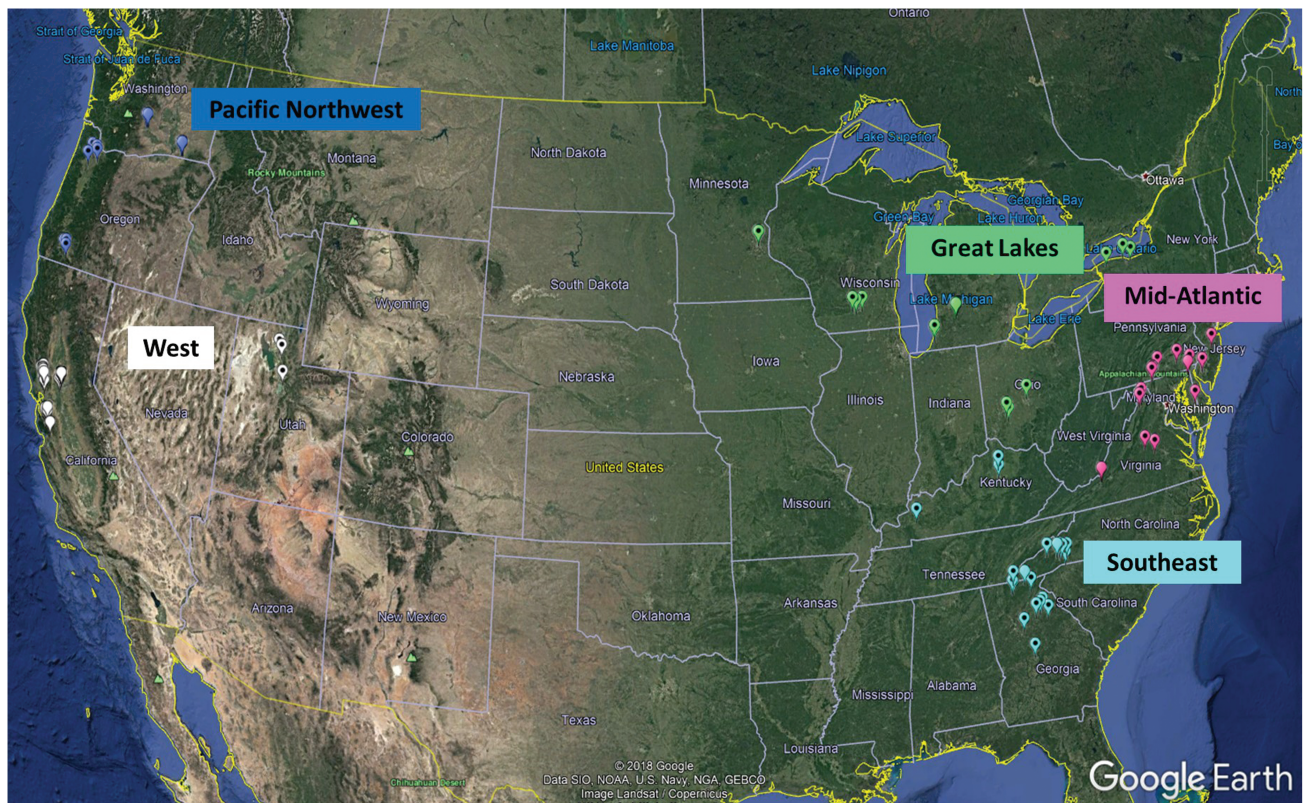 Ontario
Strait of Georgia
Lake Manitoba
Strait of Juan de Fuca
Lake Nipigon
Washington
North
Pacific Northwest
Lake Superior
Bay o
North Dakota
Montana
Rocky Mountains
Minnesota
Ottawa
Georgian Bay
Green Bay
Lake Huron
Oregon
Idaho
Great Lakes
Lake Ontario
New York
South Dakota
Wisconsin
Mid-Atlantic
Wyoming
Lake Michigan
Lake Erie
Pennsylvania
West
New Jersey
Iowa
Nebraska
Appalachian Mountains
Ohio
Illinois
Indiana
Maryland
Nevada
Washington
Utah
Colorado
West Virginia
California
United States
Virginia
Kentucky
Missouri
North Carolina
Southeast
Tennessee
Arizona
Arkansas
South Carolina
New Mexico
Oklahoma
Georgia
Alabama
Mississippi
Texas
Louisiana
© 2018 Google
Data SIO, NOAA, U.S. Navy, NGA, GEBCO
Image Landsat / Copernicus
Chihuahuan Desert
Google Earth